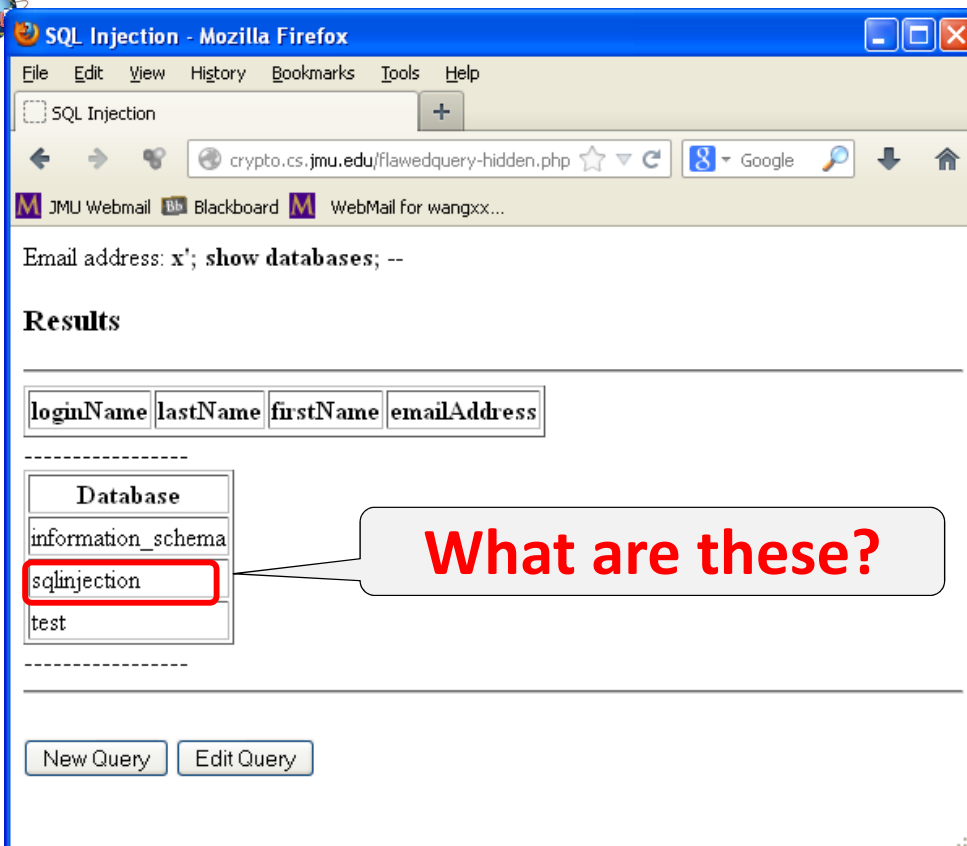 SQL Injection - Mozilla Firefox
File Edit View History Bookmarks Tools Help
SQL Injection +
crypto.cs.jmu.edu/flawedquery-hidden.php 8 Google
M JMU Webmail Bb Blackboard M WebMail for wangxx...
Email address: x'; show databases; --
Results
loginName lastName firstName emailAddress
-----------------
Database
information_schema
sqlinjection
What are these?
test
-----------------
New Query Edit Query